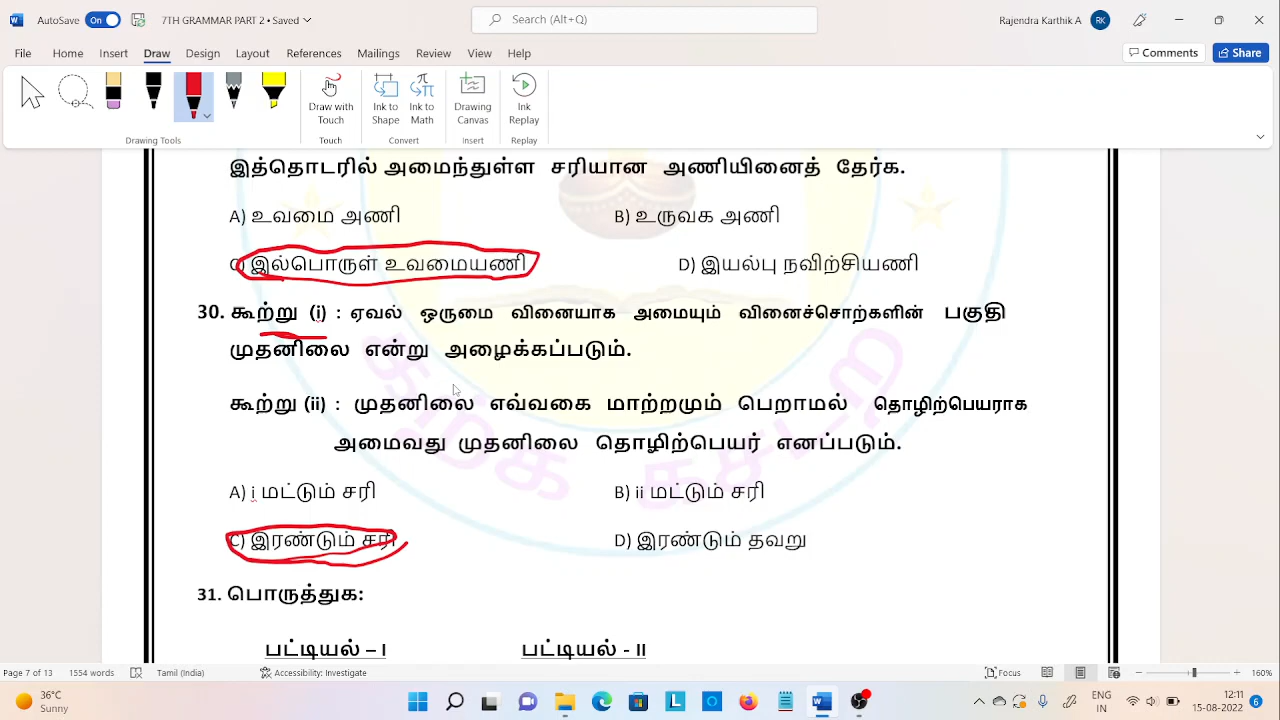 AutoSave On 7TH GRAMMAR PART 2 • Saved Search (Alt+Q) Rajendra Karthik A RK
File Home Insert Draw Design Layout References Mailings Review View Help Comments Share
Draw with Touch Ink to Shape Ink to Math Drawing Canvas Ink Replay
Drawing Tools Touch Convert Insert Replay
இத்தொடரில் அமைந்துள்ள சரியான அணியினைத் தேர்க.
A) உவமை அணி B) உருவக அணி
C) இல்பொருள் உவமையணி D) இயல்பு நவிற்சியணி
30. கூற்று (i) : ஏவல் ஒருமை வினையாக அமையும் வினைச்சொற்களின் பகுதி
முதனிலை என்று அழைக்கப்படும்.
கூற்று (ii) : முதனிலை எவ்வகை மாற்றமும் பெறாமல் தொழிற்பெயராக
அமைவது முதனிலை தொழிற்பெயர் எனப்படும்.
A) i மட்டும் சரி B) ii மட்டும் சரி
C) இரண்டும் சரி D) இரண்டும் தவறு
31. பொருத்துக:
பட்டியல் – I பட்டியல் - II
Page 7 of 13 1554 words Tamil (India) Accessibility: Investigate Focus 160%
36°C
Sunny
ENG
IN
12:11
15-08-2022 6